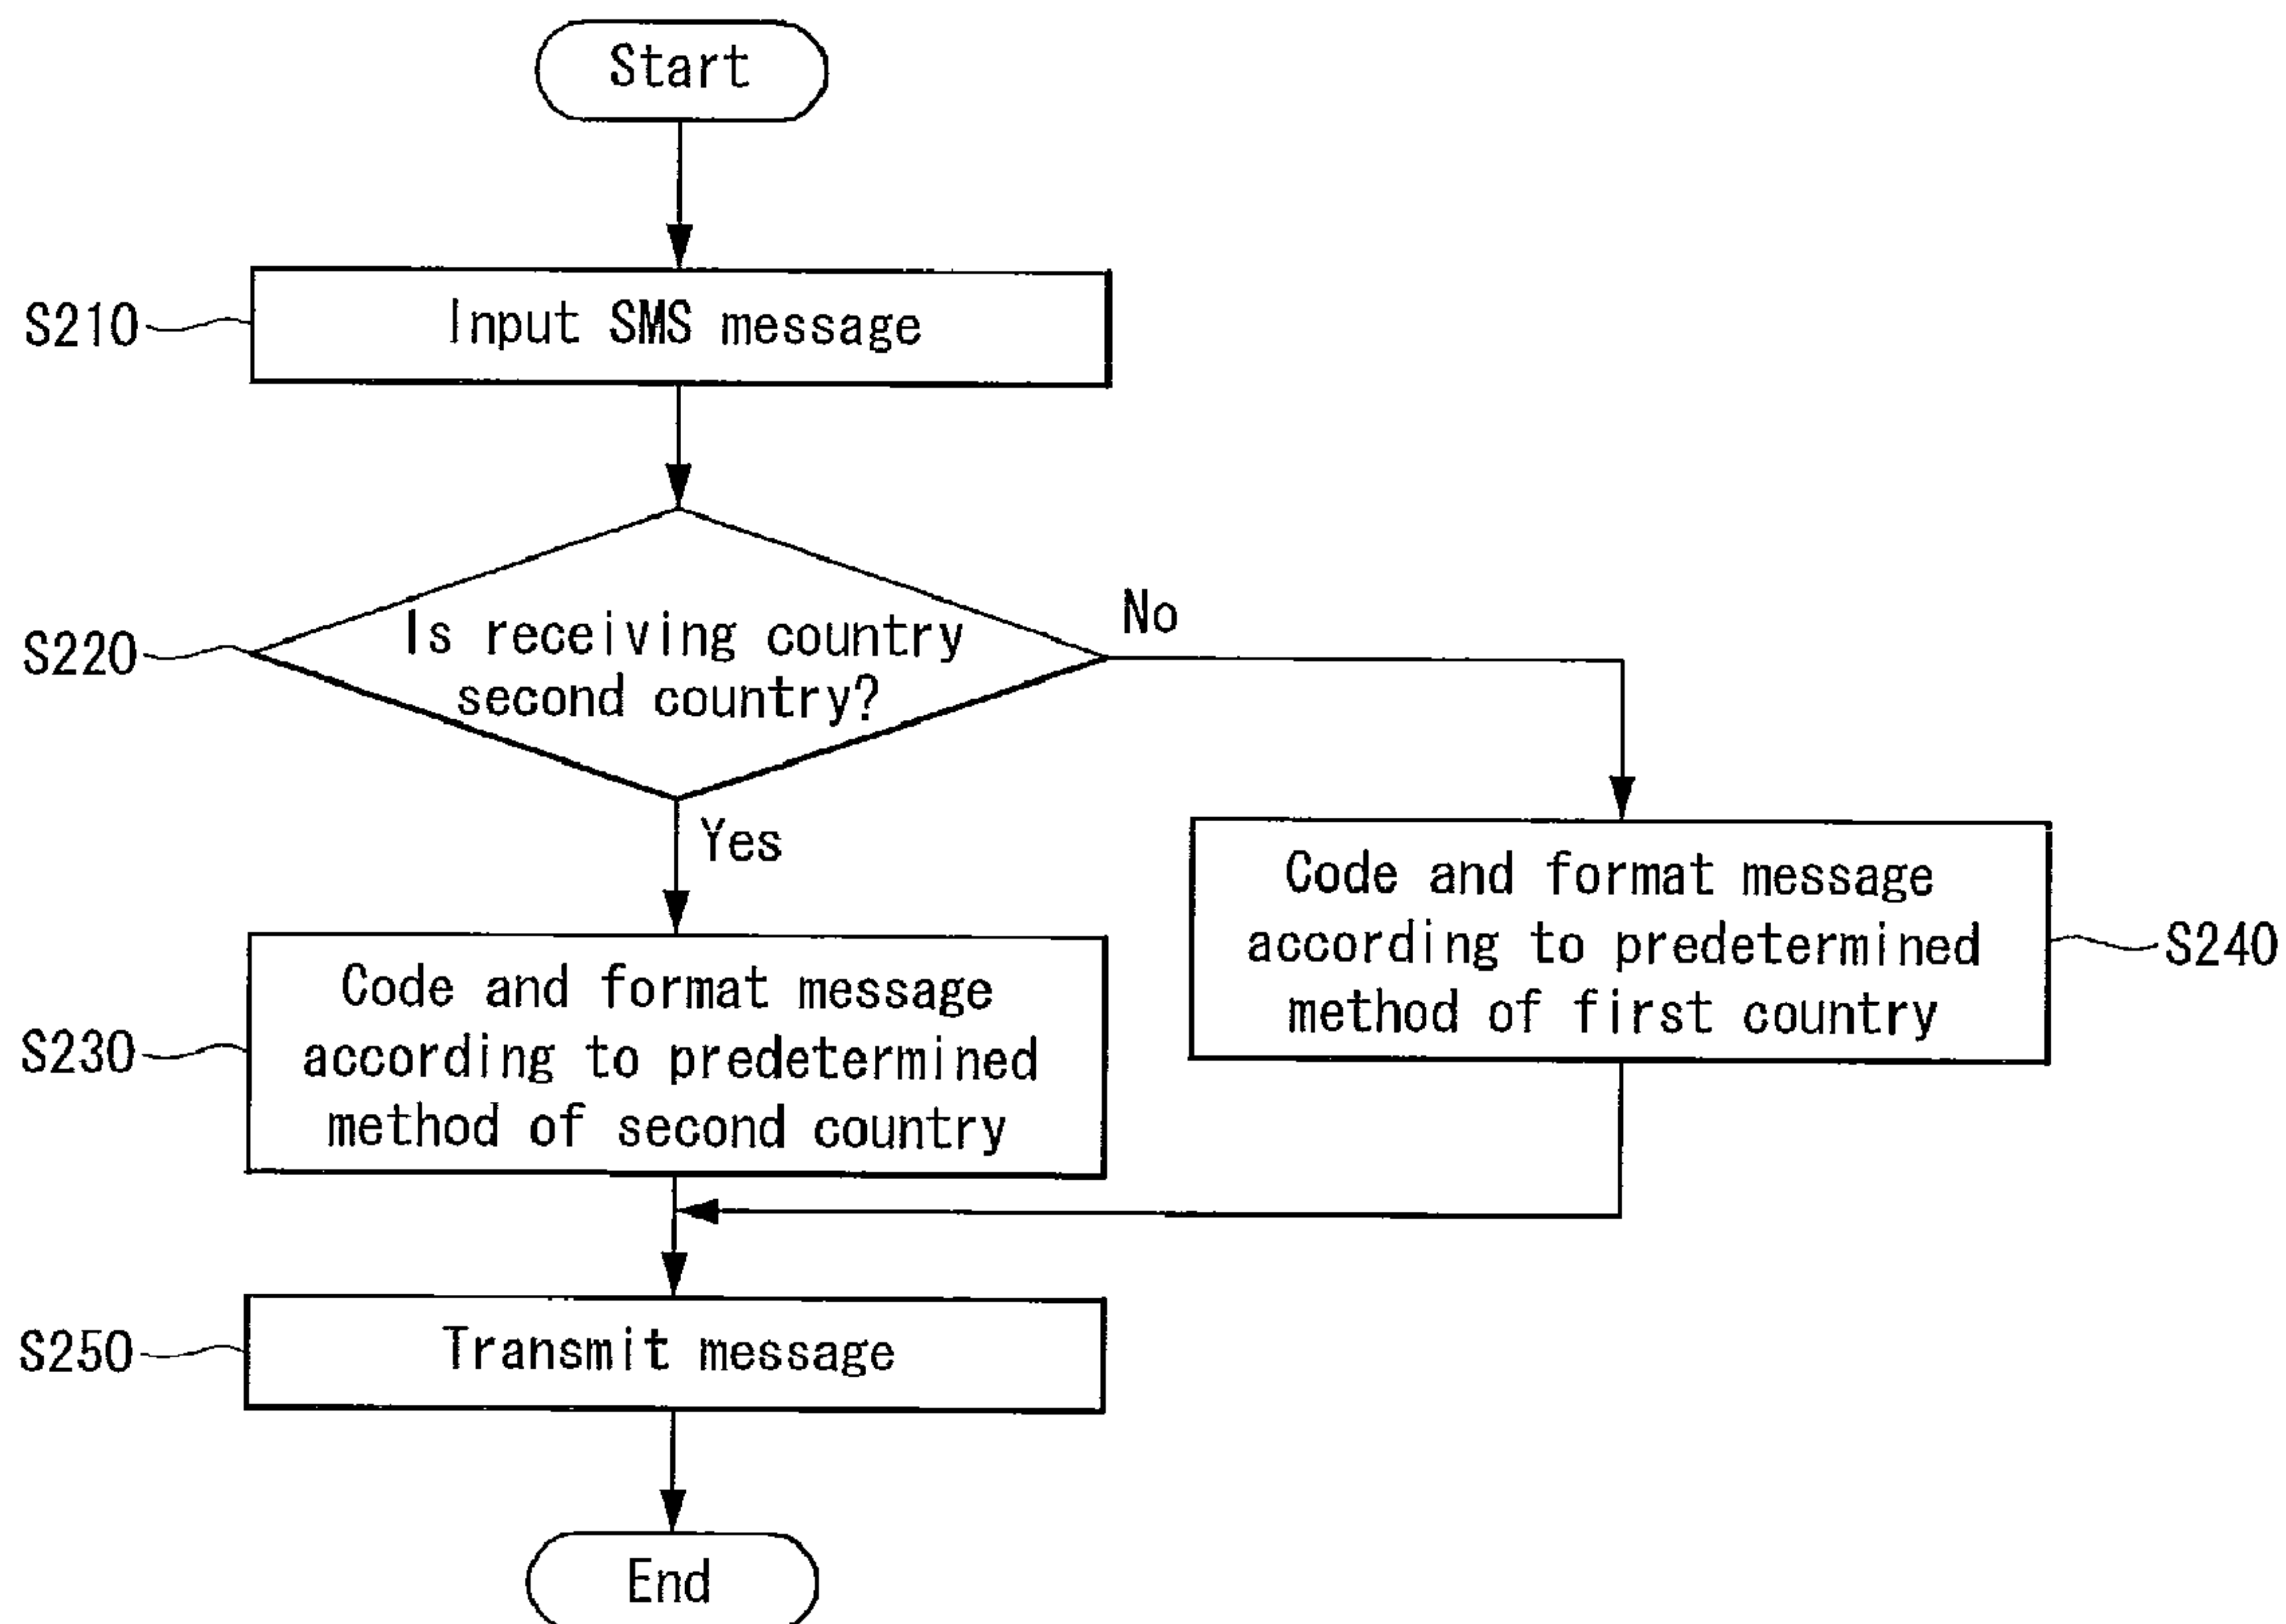 Start
S210
Input SMS message
S220
Is receiving country
second country?
No
Yes
Code and format message
according to predetermined
method of first country
S240
S230
Code and format message
according to predetermined
method of second country
S250
Transmit message
End